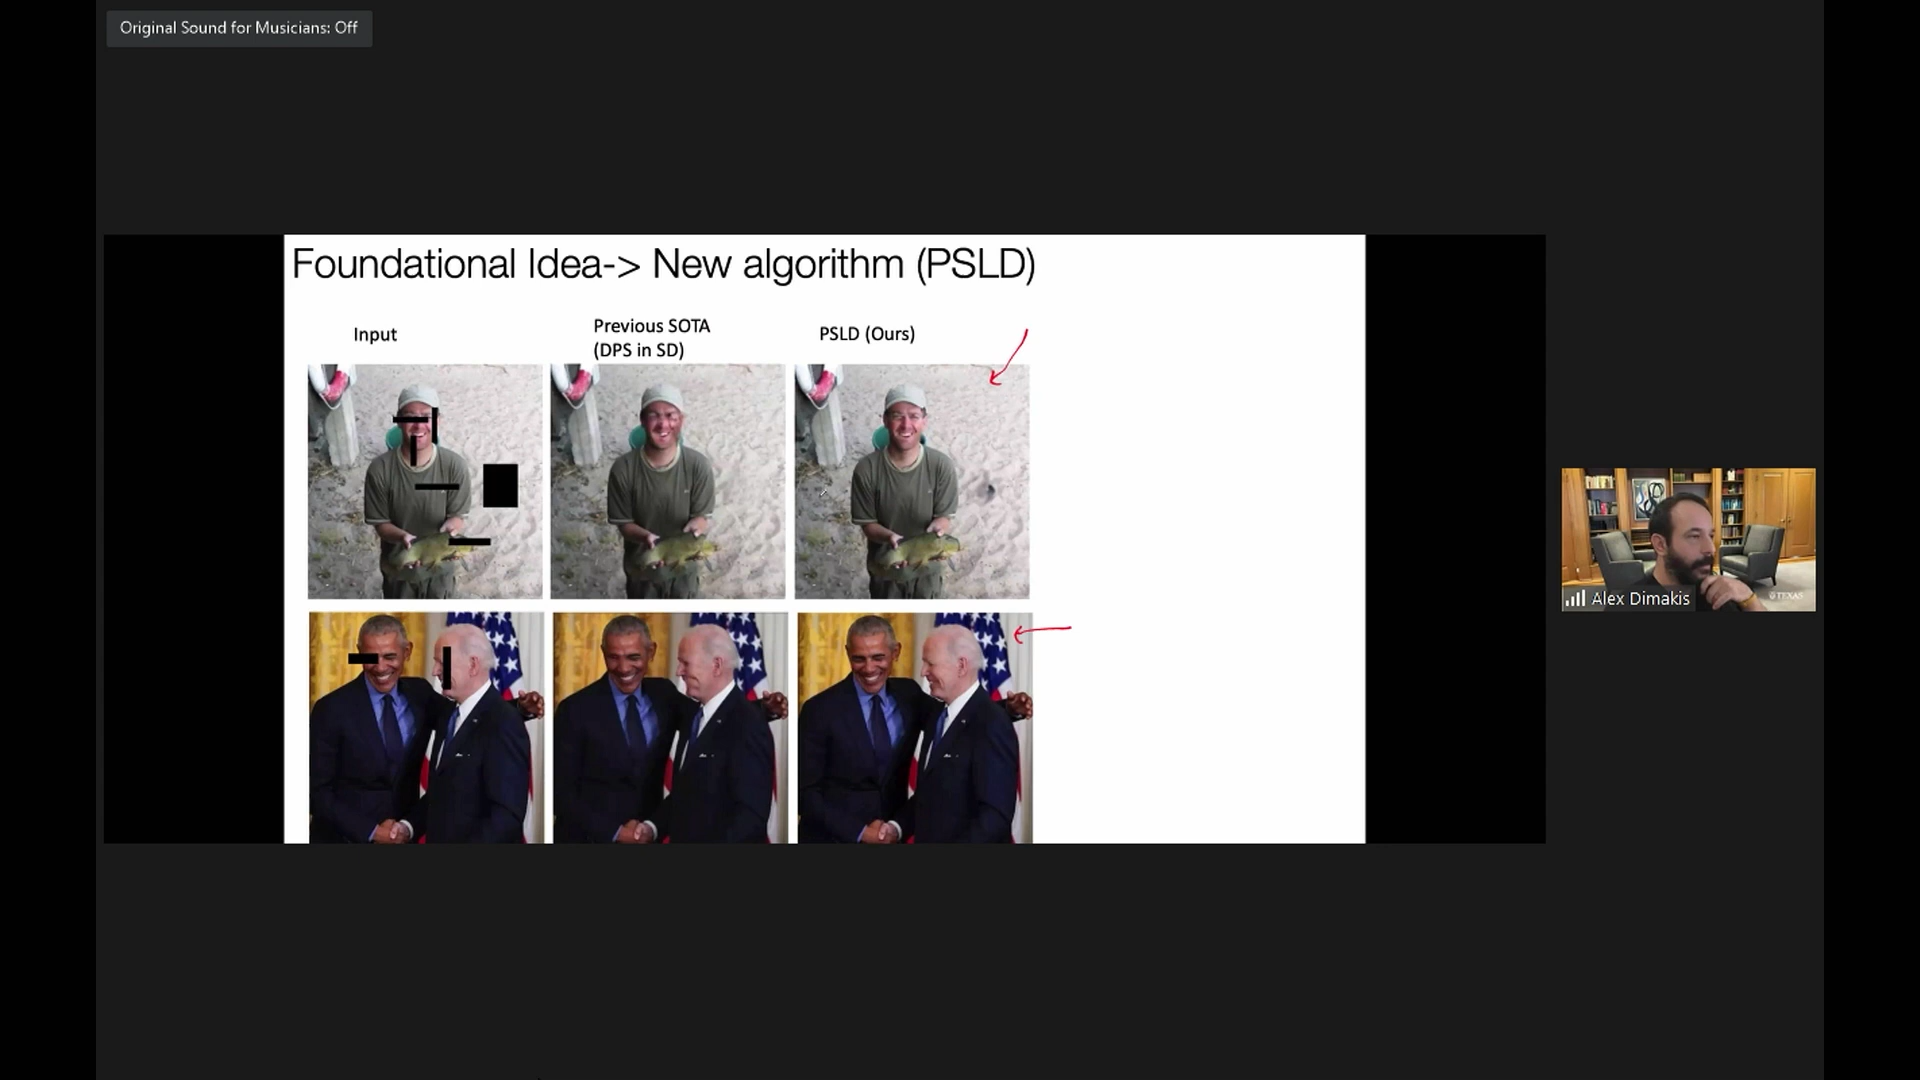 Original Sound for Musicians: Off
Foundational Idea-> New algorithm (PSLD)
Input
Previous SOTA
(DPS in SD)
PSLD (Ours)
Alex Dimakis
TEXAS